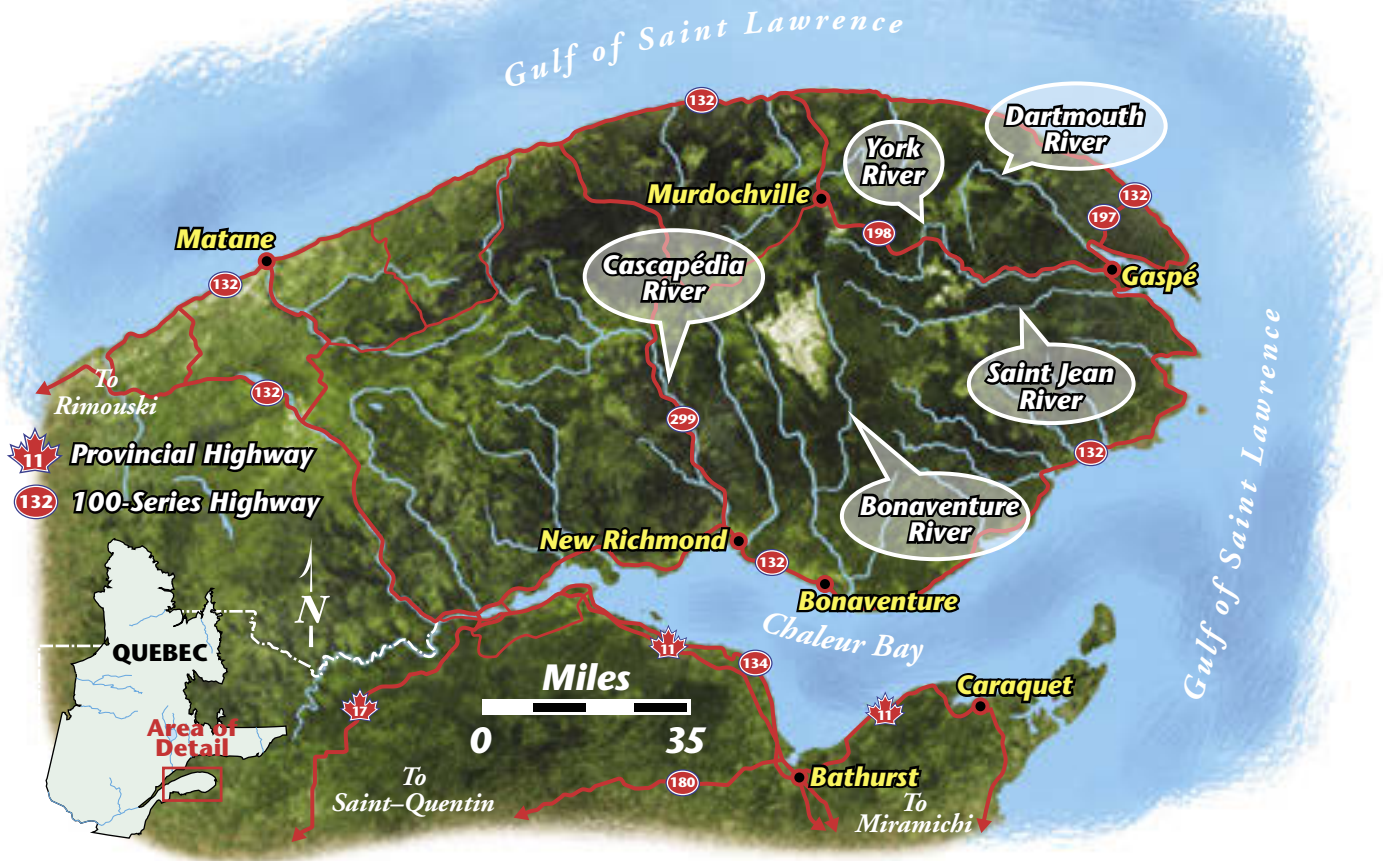 Gulf of Saint Lawrence
132
Dartmouth
River
York
River
Murdochville
132
197
198
Matane
132
Cascapédia
River
Gaspé
To
Rimouski
132
Saint Jean
River
299
132
11
Provincial Highway
132
100-Series Highway
Bonaventure
River
New Richmond
132
Bonaventure
Gulf of Saint Lawrence
N
Chaleur Bay
QUEBEC
11
134
Miles
0
35
Caraquet
17
11
Area of
Detail
To
Saint–Quentin
180
Bathurst
To
Miramichi